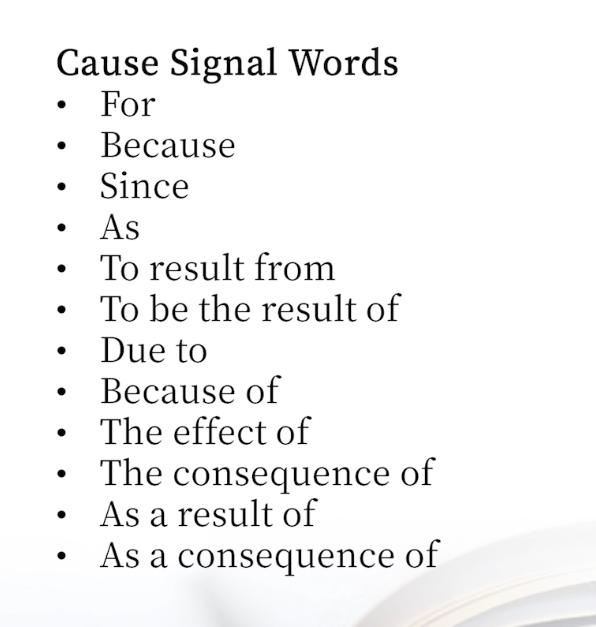 Cause Signal Words
• For
• Because
• Since
• As
• To result from
• To be the result of
• Due to
• Because of
• The effect of
• The consequence of
• As a result of
• As a consequence of